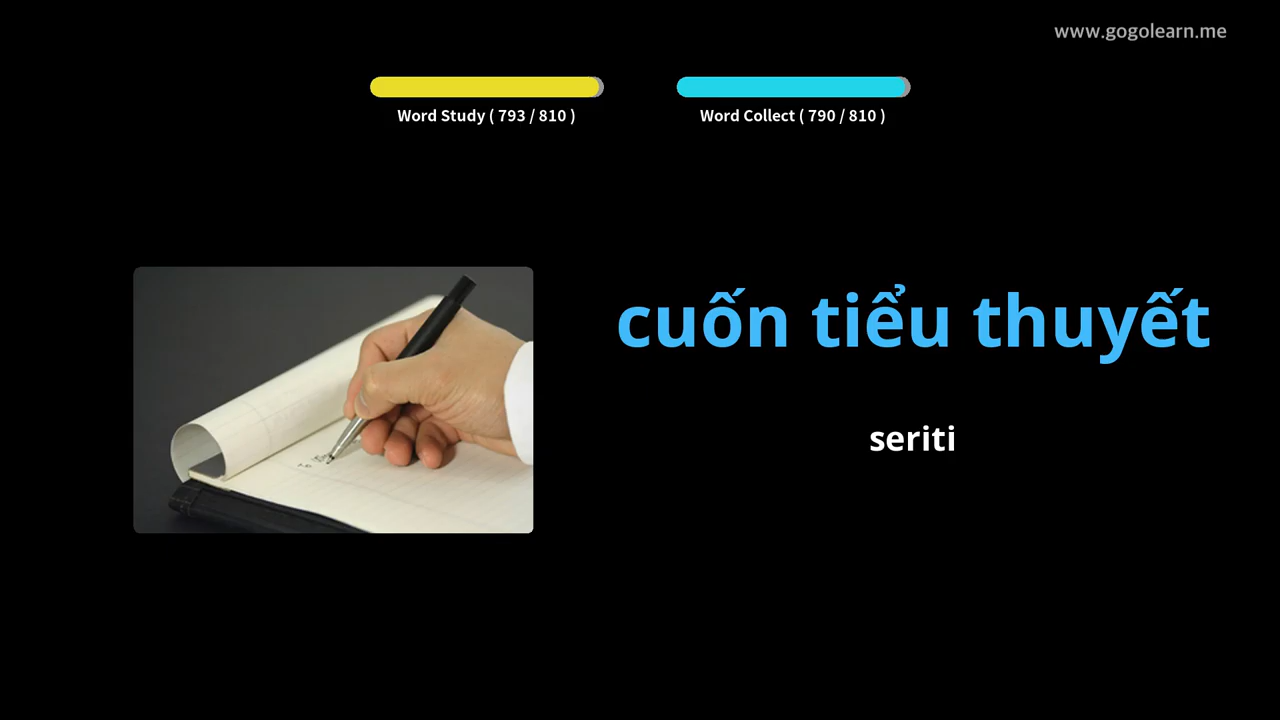 www.gogolearn.me
Word Study ( 793 / 810 )
Word Collect ( 790 / 810 )
cuốn tiểu thuyết
seriti